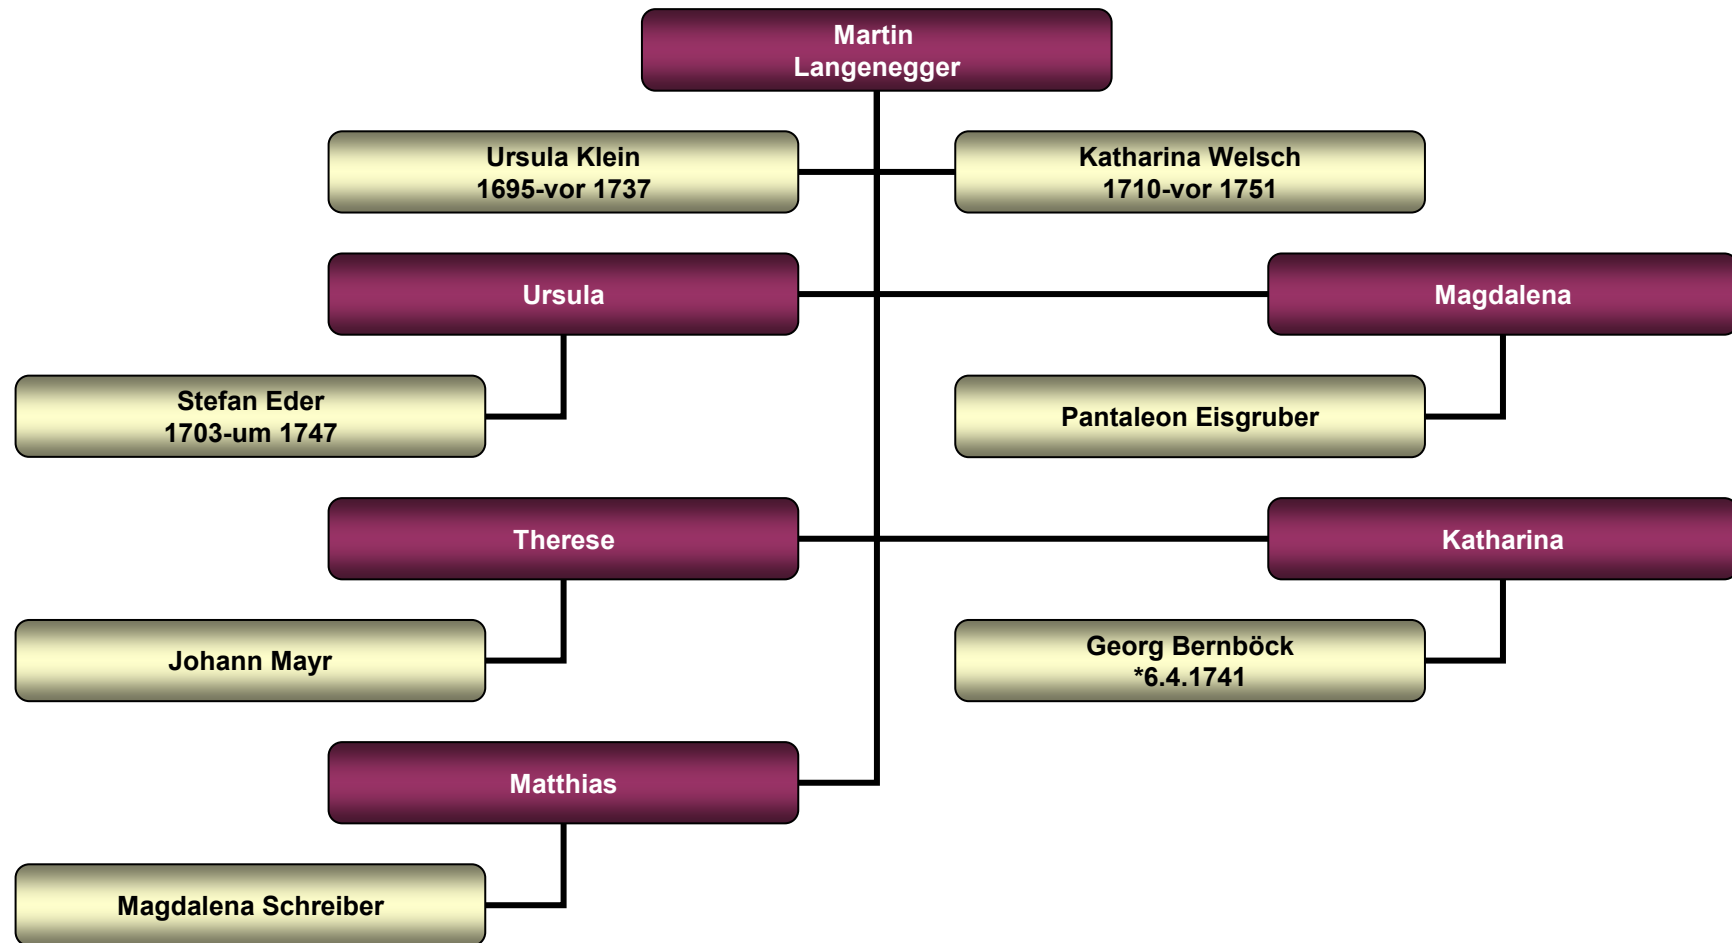 Martin
Langenegger
Ursula Klein
1695-vor 1737
Katharina Welsch
1710-vor 1751
Ursula
Magdalena
Stefan Eder
1703-um 1747
Pantaleon Eisgruber
Therese
Katharina
Johann Mayr
Georg Bernböck
*6.4.1741
Matthias
Magdalena Schreiber